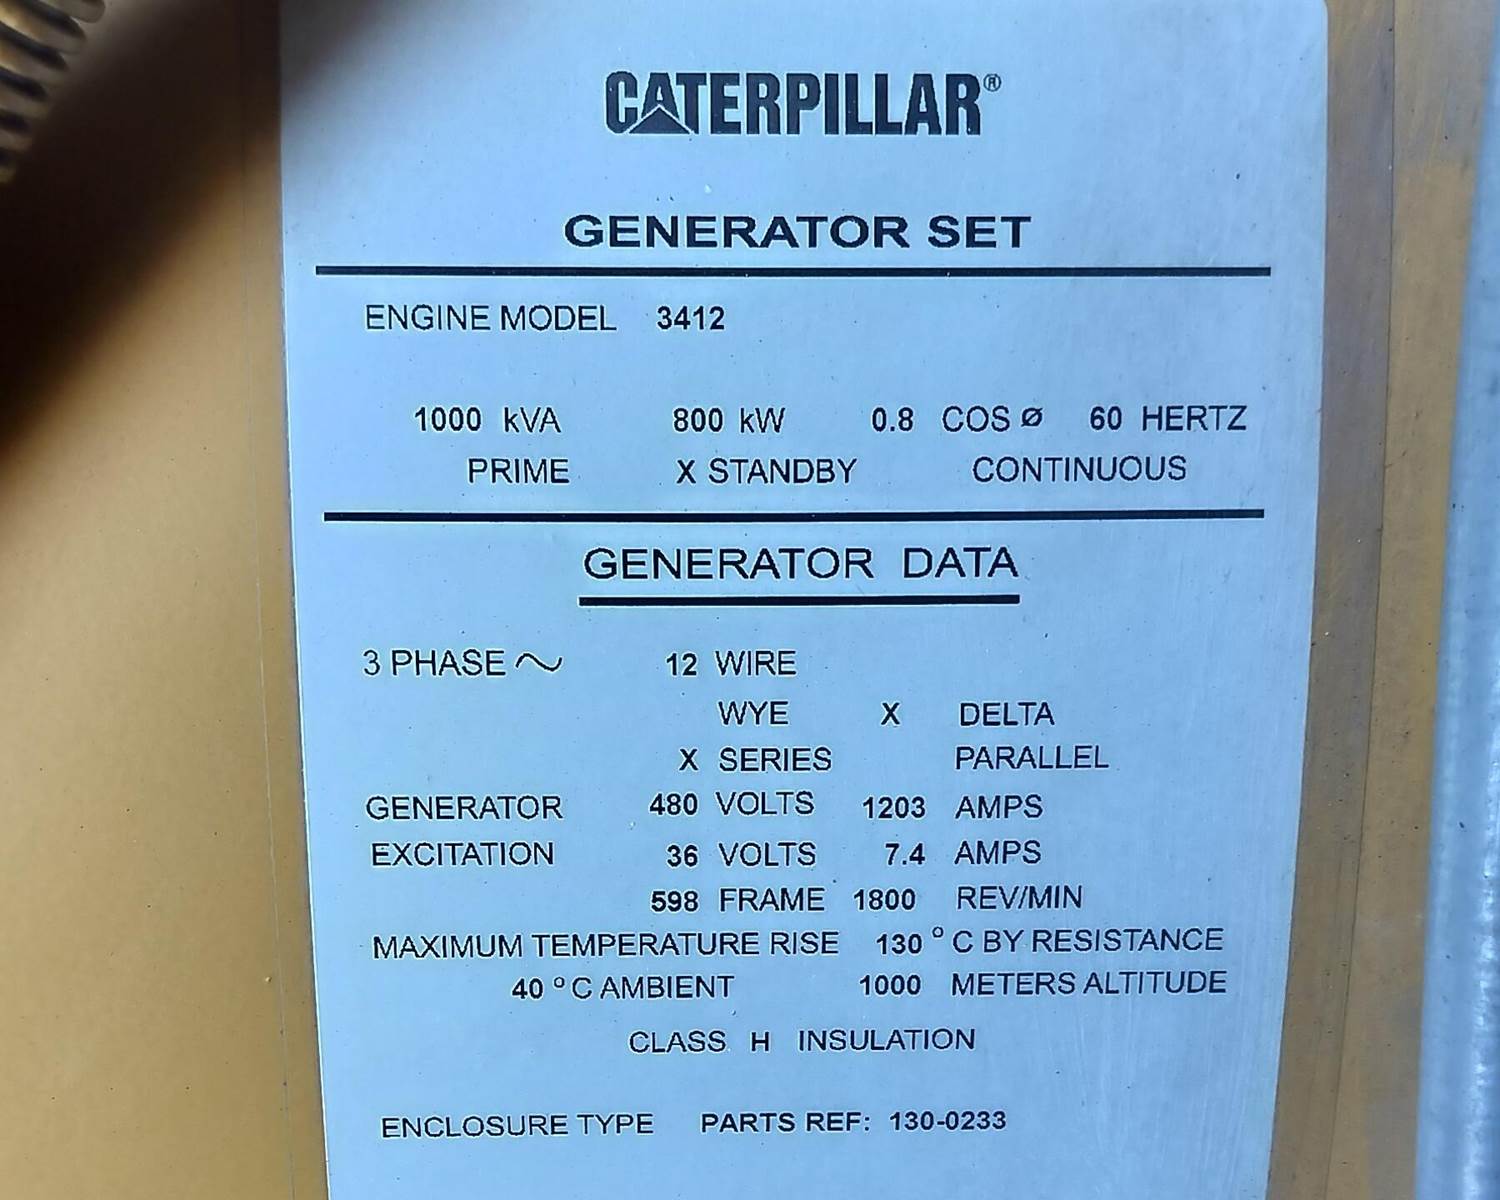 CATERPILLAR®
GENERATOR SET
ENGINE MODEL 3412
1000 kVA 800 kW 0.8 COS Ø 60 HERTZ
PRIME X STANDBY CONTINUOUS
GENERATOR DATA
3 PHASE ~ 12 WIRE
WYE X DELTA
X SERIES PARALLEL
GENERATOR 480 VOLTS 1203 AMPS
EXCITATION 36 VOLTS 7.4 AMPS
598 FRAME 1800 REV/MIN
MAXIMUM TEMPERATURE RISE 130 °C BY RESISTANCE
40 °C AMBIENT 1000 METERS ALTITUDE
CLASS H INSULATION
ENCLOSURE TYPE PARTS REF: 130-0233